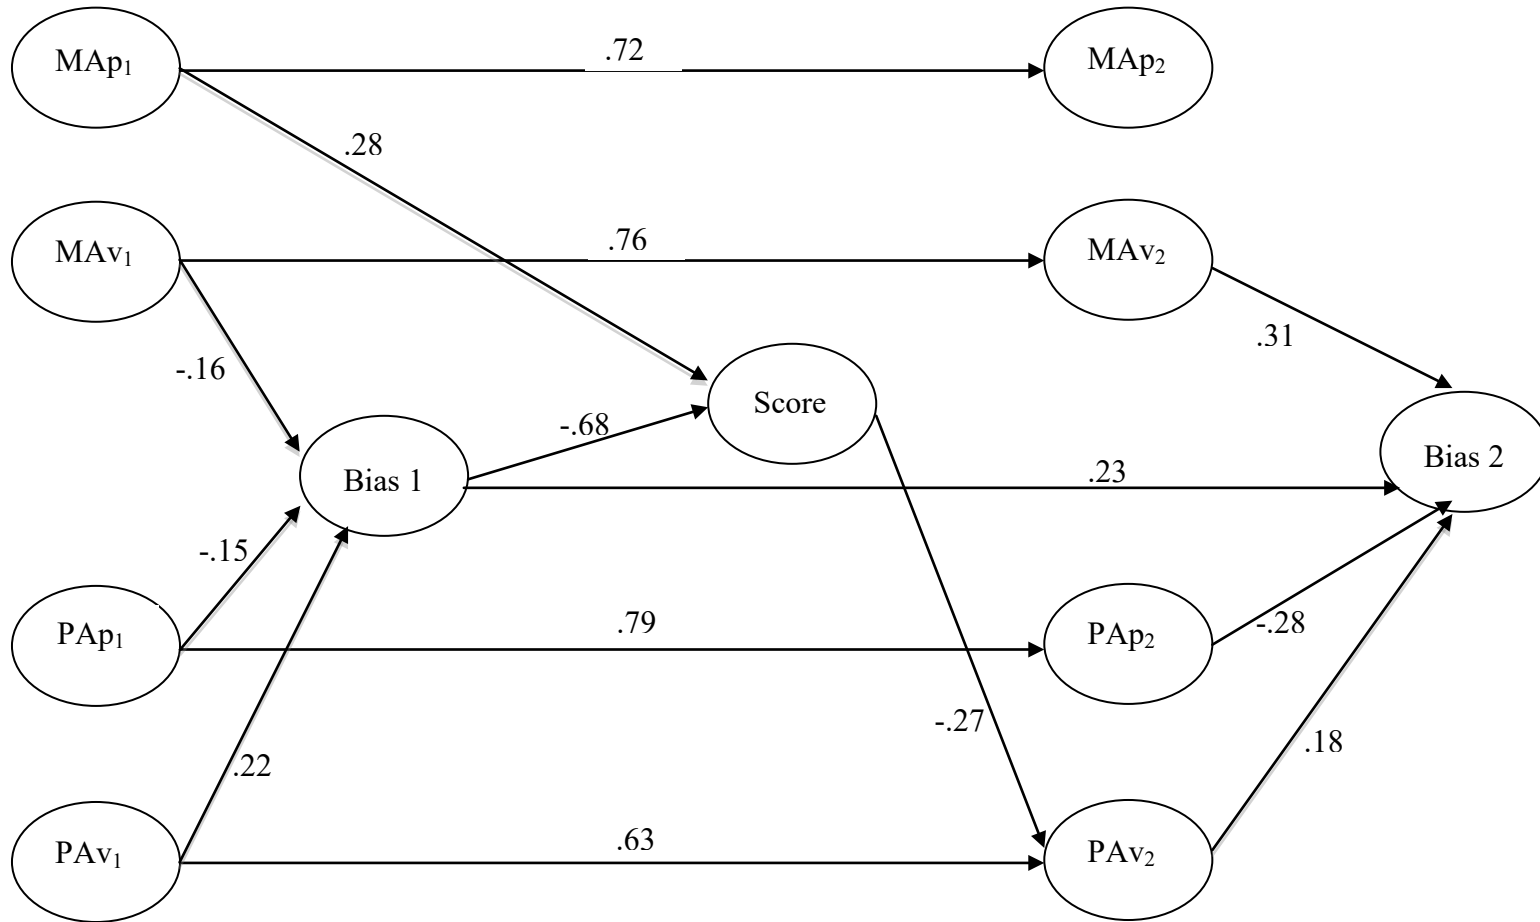 .72
MAp₁
MAp₂
.28
MAv₁
.76
MAv₂
.31
-.16
Score
-.68
Bias 1
.23
Bias 2
-.15
PAp₁
.79
PAp₂
-.28
-.27
.18
.22
PAv₁
.63
PAv₂